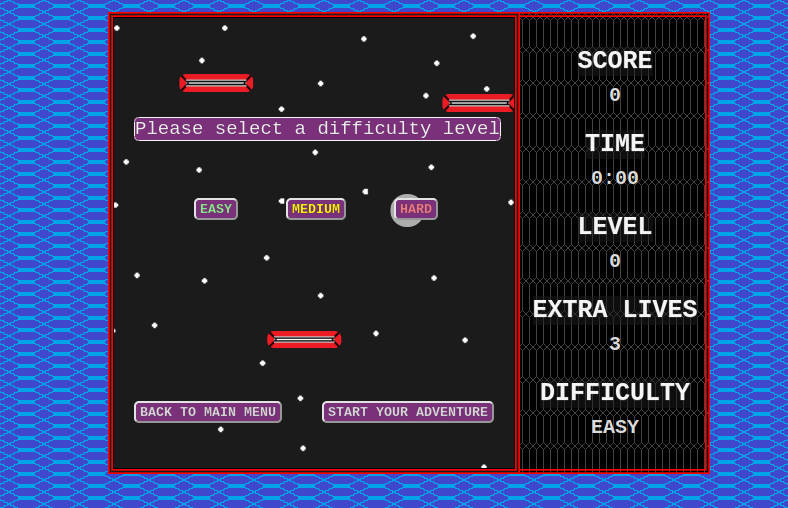 Please select a difficulty level
EASY
MEDIUM
HARD
BACK TO MAIN MENU
START YOUR ADVENTURE
SCORE
0
TIME
0:00
LEVEL
0
EXTRA LIVES
3
DIFFICULTY
EASY